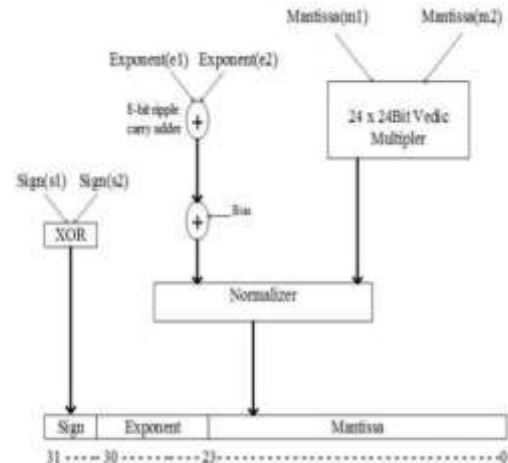 Mantissa(m1) Mantissa(m2)
Exponent(e1) Exponent(e2)
8-bit ripple
carry adder
+
24 x 24Bit Vedic
Multipler
Sign(s1) Sign(s2)
+
Bias
XOR
Normalizer
Sign Exponent Mantissa
31 30 23 0